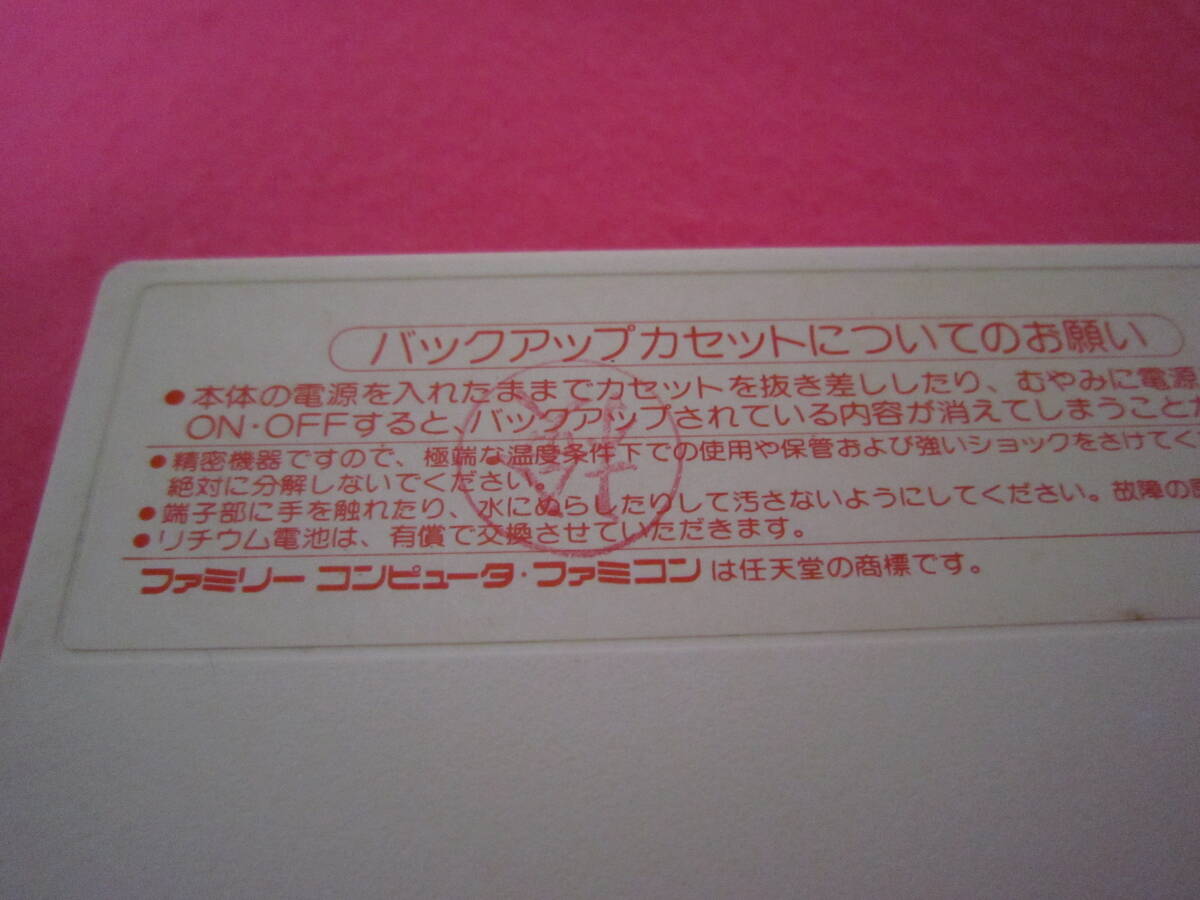 バックアップカセットについてのお願い
●本体の電源を入れたままでカセットを抜き差ししたり、むやみに電源
ON・OFFすると、バックアップされている内容が消えてしまうことが
●精密機器ですので、極端な温度条件下での使用や保管および強いショックをさけてく
絶対に分解しないでください。
●端子部に手を触れたり、水にぬらしたりして汚さないようにしてください。故障の原
●リチウム電池は、有償で交換させていただきます。
ファミリーコンピュータ・ファミコンは任天堂の商標です。